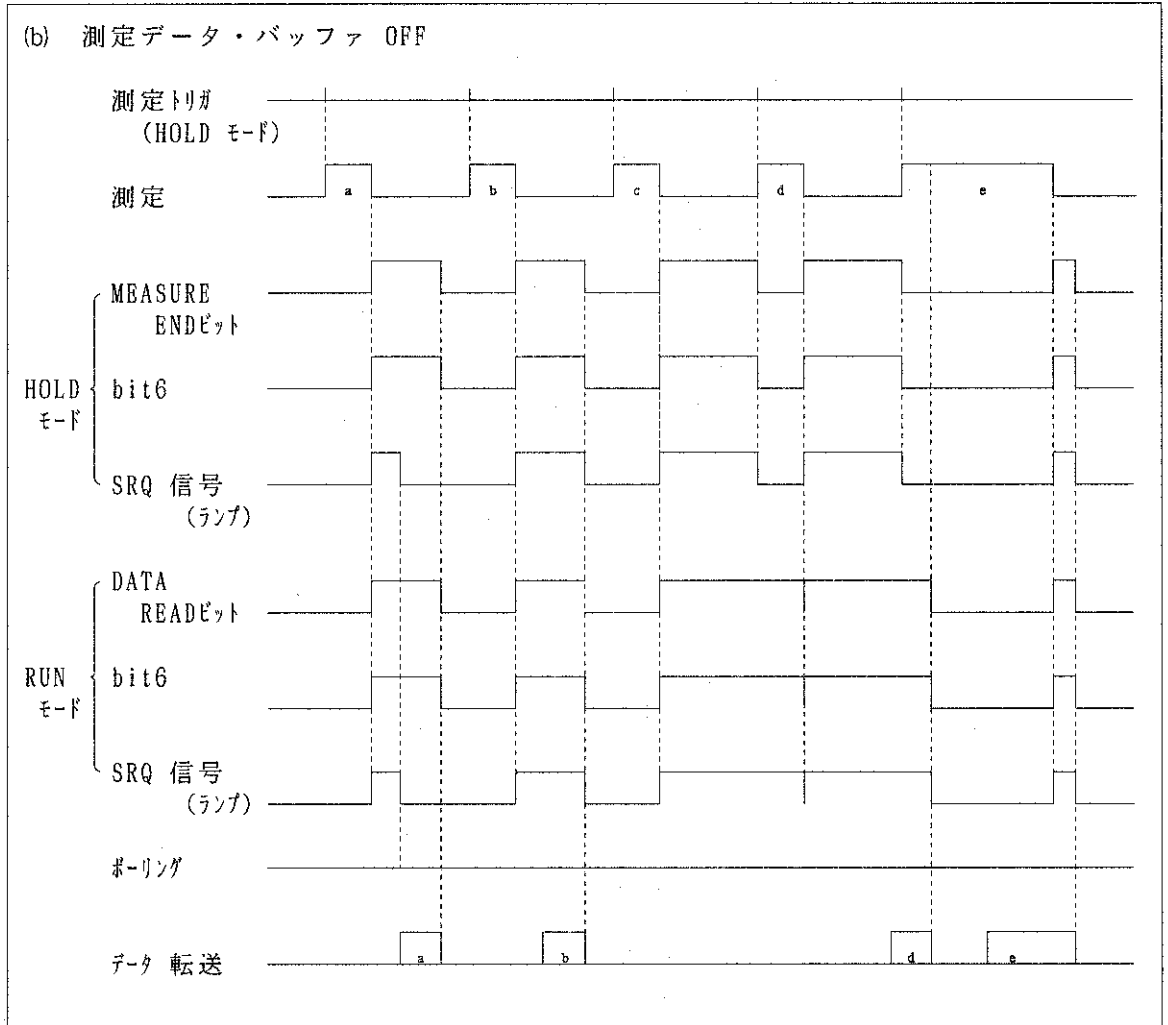 (b) 測定データ・バッファ OFF
測定トリガ
(HOLD モード)
測定
a b c d e
MEASURE
ENDビット
HOLD
モード
bit6
SRQ 信号
(ランプ)
DATA
READビット
RUN
モード
bit6
SRQ 信号
(ランプ)
ポーリング
データ 転送
a b d e